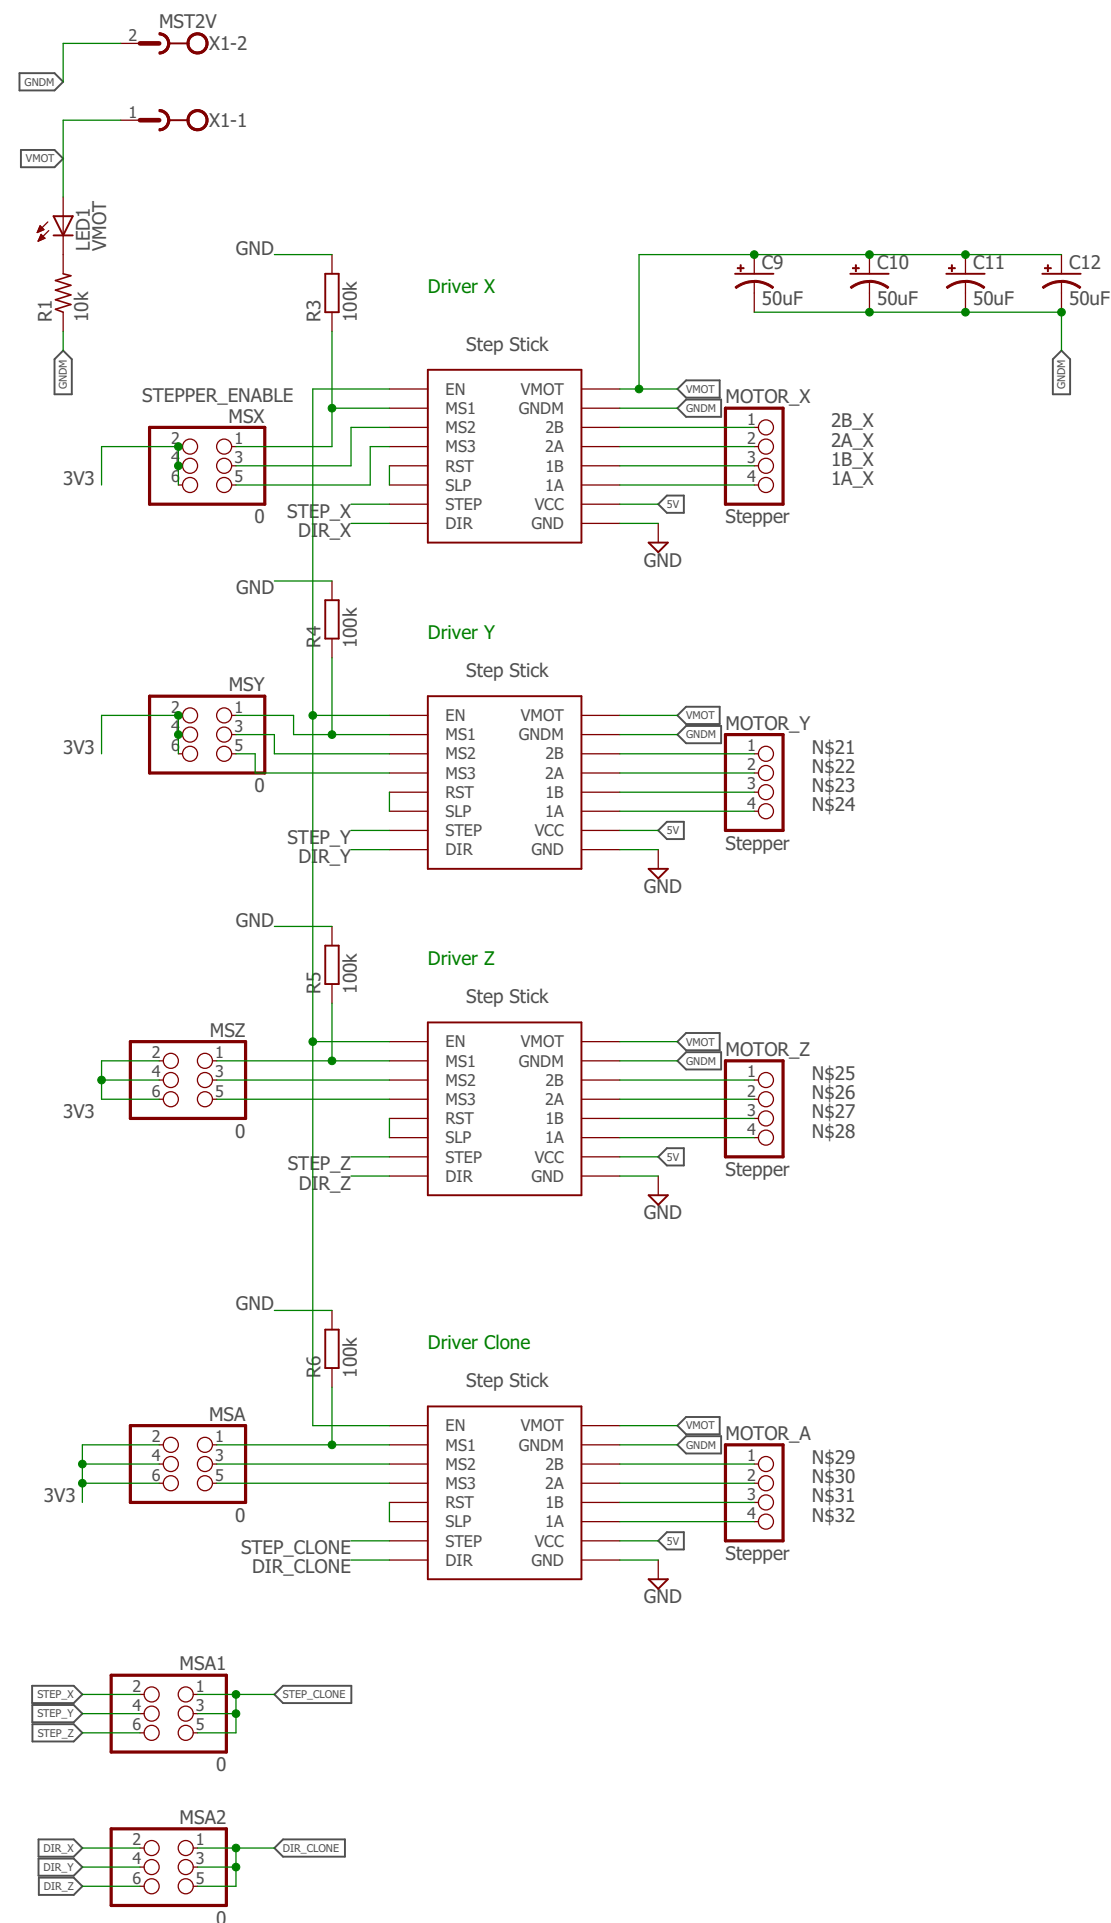 MST2V
2
X1-2
GNDM
1
X1-1
VMOT
LED1
VMOT
R1
10k
GNDM
GND
R3
100k
Driver X
C9
50uF
C10
50uF
C11
50uF
C12
50uF
GNDM
Step Stick
STEPPER_ENABLE
MSX
2 1
4 3
6 5
0
3V3
STEP_X
DIR_X
EN VMOT
MS1 GNDM
MS2 2B
MS3 2A
RST 1B
SLP 1A
STEP VCC
DIR GND
VMOT
GNDM
5V
GND
MOTOR_X
1
2
3
4
Stepper
2B_X
2A_X
1B_X
1A_X
GND
R4
100k
Driver Y
Step Stick
MSY
2 1
4 3
6 5
0
3V3
STEP_Y
DIR_Y
EN VMOT
MS1 GNDM
MS2 2B
MS3 2A
RST 1B
SLP 1A
STEP VCC
DIR GND
VMOT
GNDM
5V
GND
MOTOR_Y
1
2
3
4
Stepper
N$21
N$22
N$23
N$24
GND
R5
100k
Driver Z
Step Stick
MSZ
2 1
4 3
6 5
0
3V3
STEP_Z
DIR_Z
EN VMOT
MS1 GNDM
MS2 2B
MS3 2A
RST 1B
SLP 1A
STEP VCC
DIR GND
VMOT
GNDM
5V
GND
MOTOR_Z
1
2
3
4
Stepper
N$25
N$26
N$27
N$28
GND
R6
100k
Driver Clone
Step Stick
MSA
2 1
4 3
6 5
0
3V3
STEP_CLONE
DIR_CLONE
EN VMOT
MS1 GNDM
MS2 2B
MS3 2A
RST 1B
SLP 1A
STEP VCC
DIR GND
VMOT
GNDM
5V
GND
MOTOR_A
1
2
3
4
Stepper
N$29
N$30
N$31
N$32
MSA1
STEP_X 2 1 STEP_CLONE
STEP_Y 4 3
STEP_Z 6 5
0
MSA2
DIR_X 2 1 DIR_CLONE
DIR_Y 4 3
DIR_Z 6 5
0